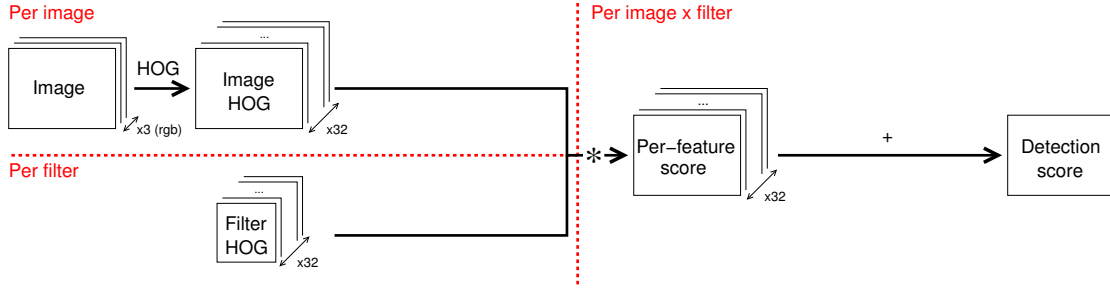 Per image
Image
x3 (rgb)
HOG
...
Image
HOG
x32
Per filter
...
Filter
HOG
x32
Per image x filter
*
...
Per-feature
score
x32
+
Detection
score